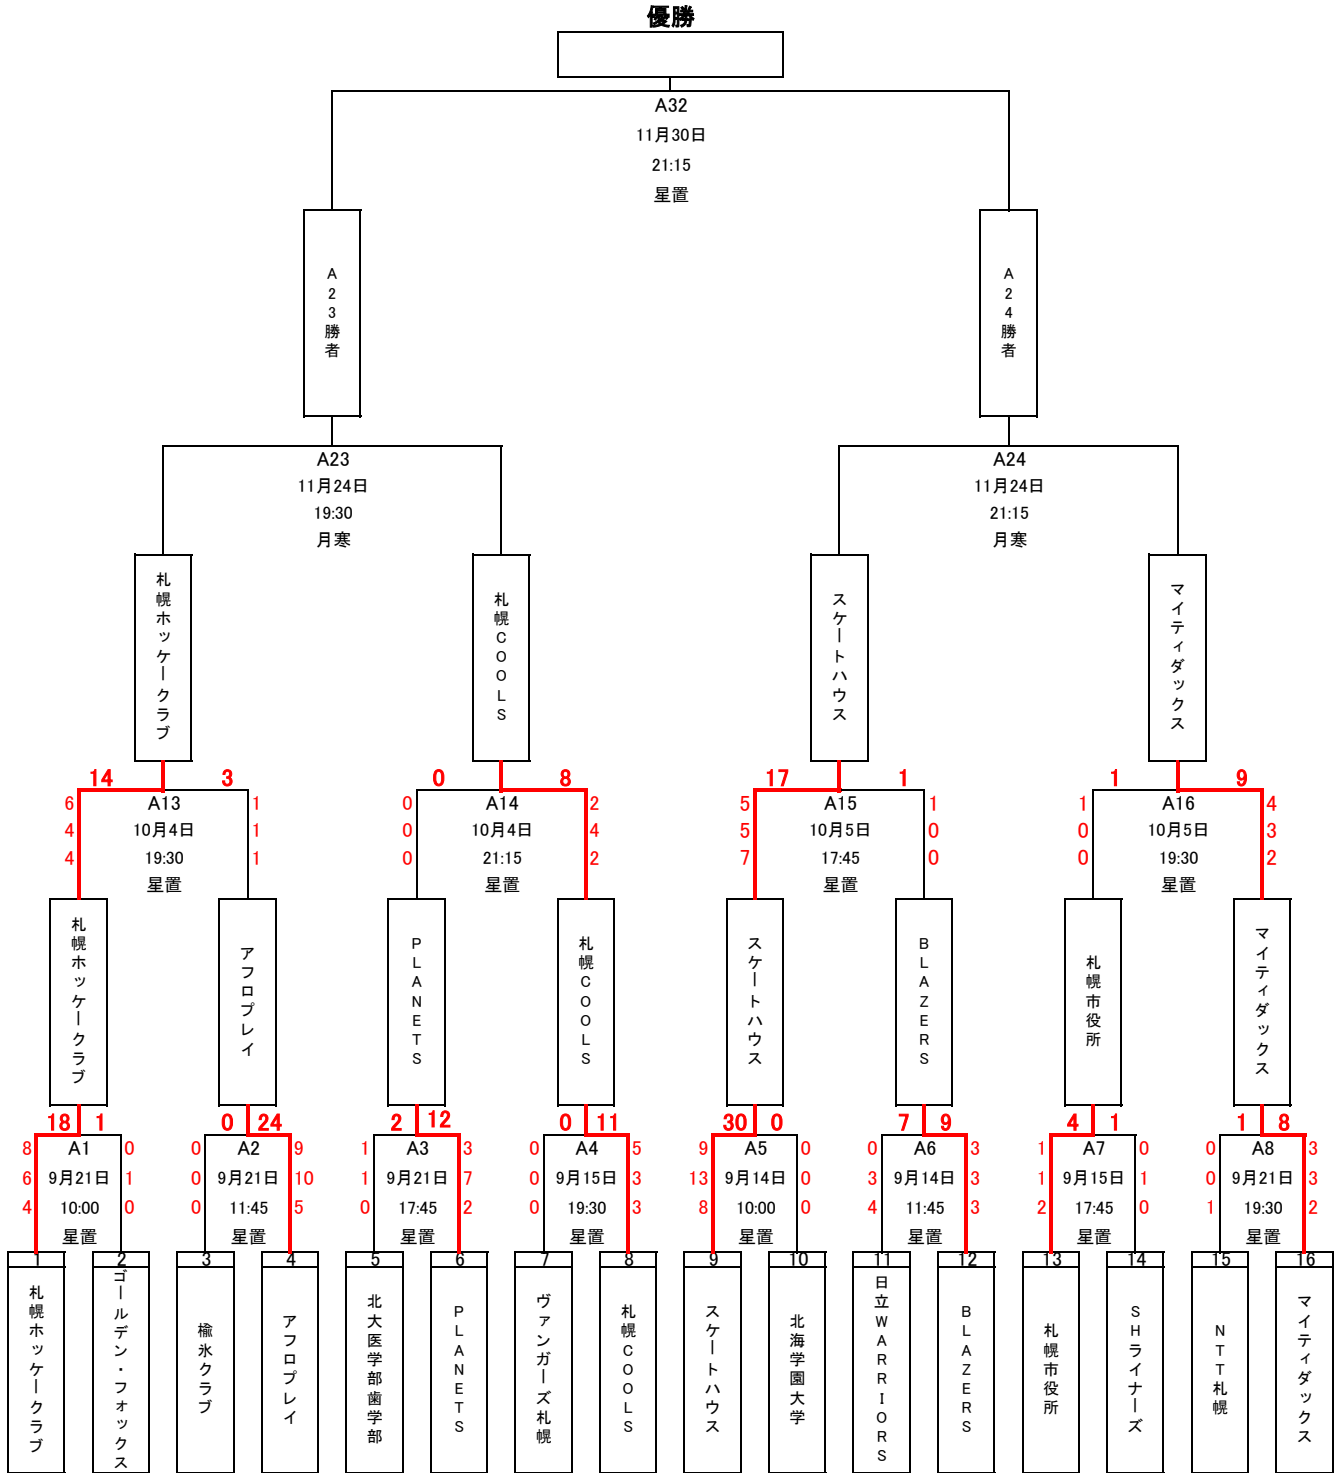 優勝
A32
11月30日
21:15
星置
A23勝者
A24勝者
A23
11月24日
19:30
月寒
A24
11月24日
21:15
月寒
札幌ホッケークラブ
札幌COOLS
スケートハウス
マイティダックス
14 3 0 8 17 1 1 9
6 A13 1 0 A14 2 5 A15 1 1 A16 4
4 10月4日 1 0 10月4日 4 5 10月5日 0 0 10月5日 3
4 19:30 1 0 21:15 2 7 17:45 0 0 19:30 2
星置 星置 星置 星置
札幌ホッケークラブ
アフロプレイ
PLANETS
札幌COOLS
スケートハウス
BLAZERS
札幌市役所
マイティダックス
18 1 0 24 2 12 0 11 30 0 7 9 4 1 1 8
8 A1 0 0 A2 9 1 A3 3 0 A4 5 9 A5 0 0 A6 3 1 A7 0 0 A8 3
6 9月21日 1 0 9月21日 10 1 9月21日 7 0 9月15日 3 13 9月14日 0 3 9月14日 3 1 9月15日 1 0 9月21日 3
4 10:00 0 0 11:45 5 0 17:45 2 0 19:30 3 8 10:00 0 4 11:45 3 2 17:45 0 1 19:30 2
星置 星置 星置 星置 星置 星置 星置 星置
1 2 3 4 5 6 7 8 9 10 11 12 13 14 15 16
札幌ホッケークラブ
ゴールデン・フォックス
楡氷クラブ
アフロプレイ
北大医学部歯学部
PLANETS
ヴァンガーズ札幌
札幌COOLS
スケートハウス
北海学園大学
日立WARRIORS
BLAZERS
札幌市役所
SHライナーズ
NTT札幌
マイティダックス